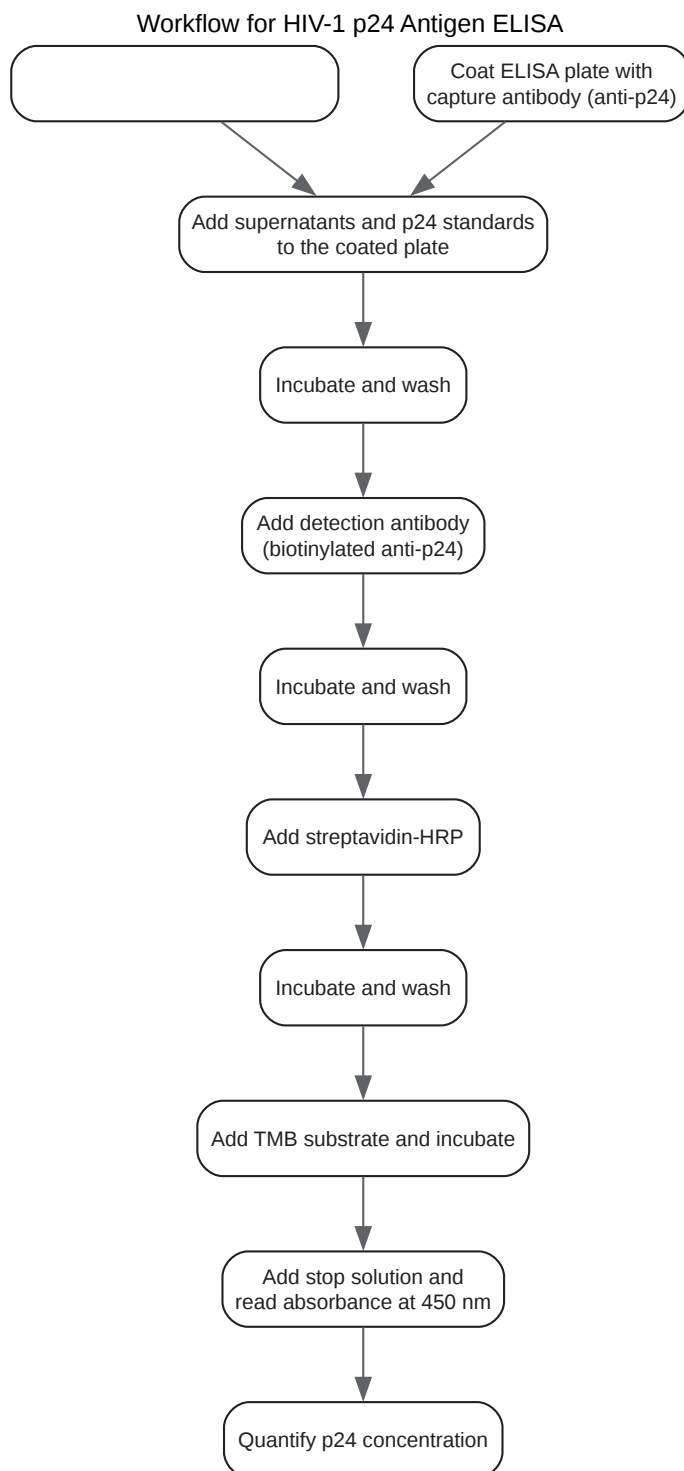 Workflow for HIV-1 p24 Antigen ELISA
Coat ELISA plate with
capture antibody (anti-p24)
Add supernatants and p24 standards
to the coated plate
Incubate and wash
Add detection antibody
(biotinylated anti-p24)
Incubate and wash
Add streptavidin-HRP
Incubate and wash
Add TMB substrate and incubate
Add stop solution and
read absorbance at 450 nm
Quantify p24 concentration